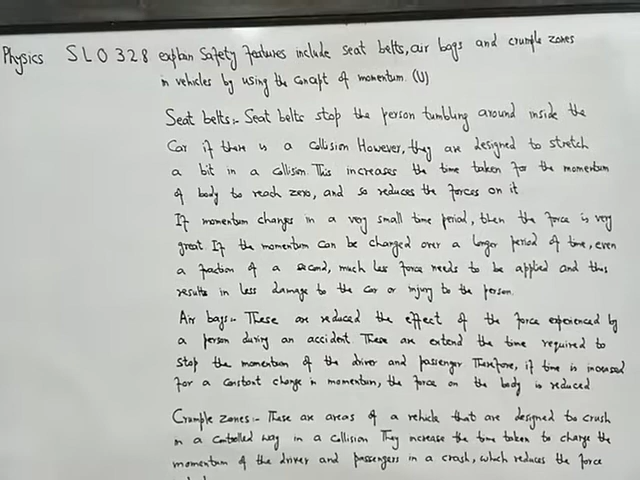 Physics SLO 328 explain Safety features include seat belts, air bags and crumple zones
in vehicles by using the concept of momentum. (U)
Seat belts:- Seat belts stop the person tumbling around inside the
Car if there is a collision However, they are designed to stretch
a bit in a collision. This increases the time taken for the momentum
of body to reach zero, and so reduces the forces on it
If momentum changes in a very small time period, then the force is very
great If the momentum can be changed over a longer period of time, even
a fraction of a second, much less force needs to be applied and thus
results in less damage to the car or injury to the person.
Air bags:- These are reduced the effect of the force experienced by
a person during an accident. These are extend the time required to
stop the momentum of the driver and passenger Therefore, if time is increased
for a constant change in momentum, the force on the body is reduced
Crumple zones:- These are areas of a vehicle that are designed to crush
in a controlled way in a collision They increase the time taken to change the
momentum of the driver and passengers in a crash, which reduces the force